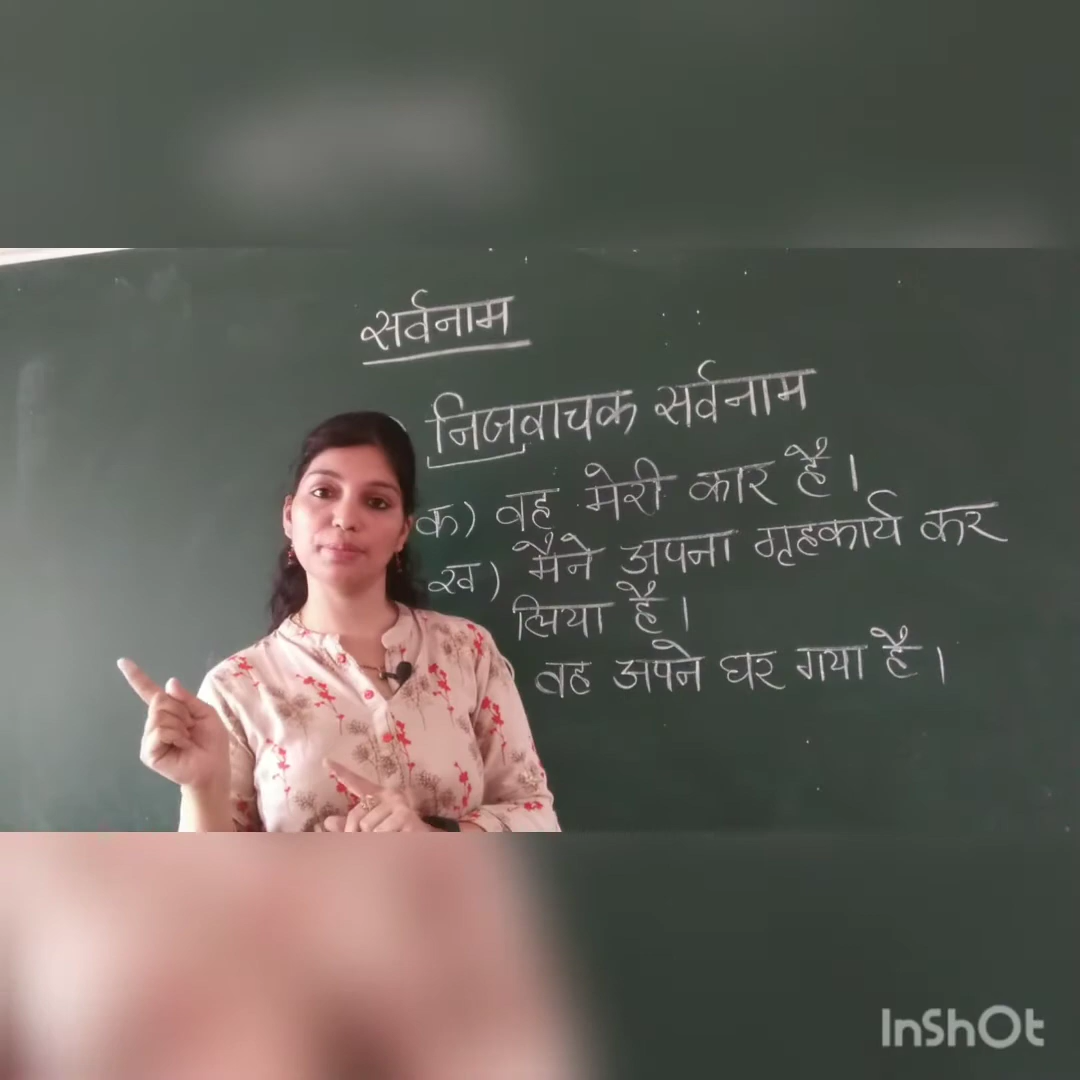 सर्वनाम
निजवाचक सर्वनाम
क) वह मेरी कार है।
ख) मैंने अपना गृहकार्य कर
लिया है।
वह अपने घर गया है।
InShOt